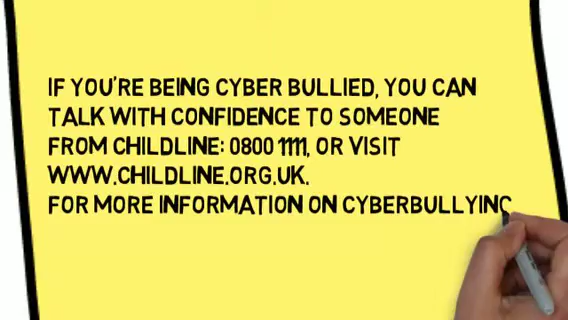 IF YOU'RE BEING CYBER BULLIED, YOU CAN
TALK WITH CONFIDENCE TO SOMEONE
FROM CHILDLINE: 0800 1111, OR VISIT
WWW.CHILDLINE.ORG.UK.
FOR MORE INFORMATION ON CYBERBULLYING